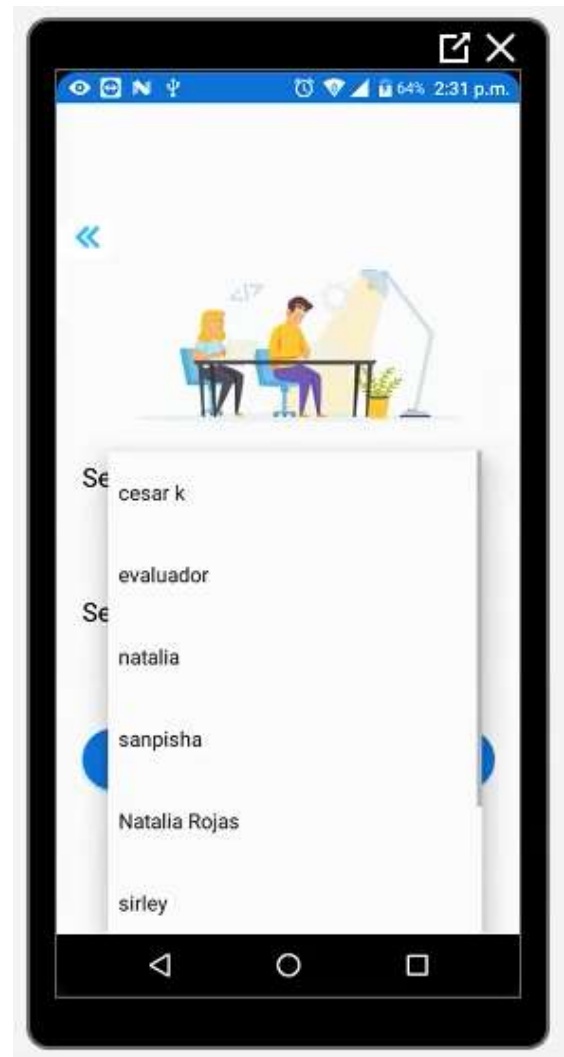 64% 2:31 p.m.
</>
Se
cesar k
evaluador
Se
natalia
sanpisha
Natalia Rojas
sirley